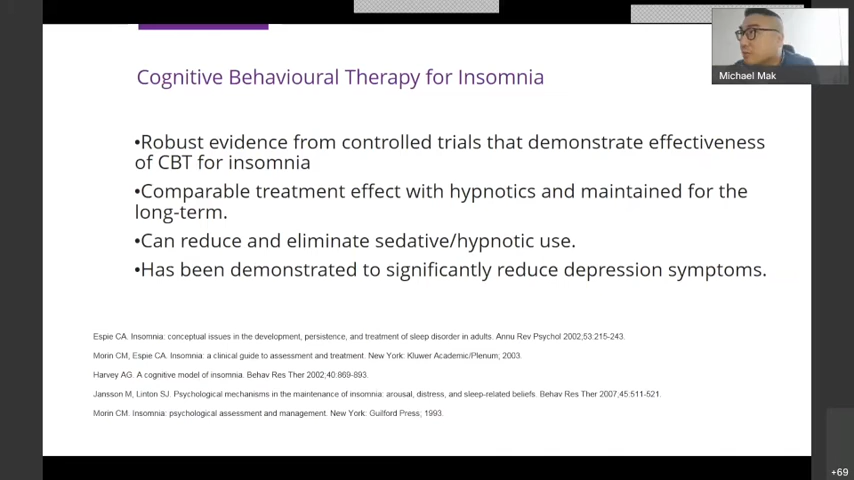 Michael Mak
Cognitive Behavioural Therapy for Insomnia
•Robust evidence from controlled trials that demonstrate effectiveness
of CBT for insomnia
•Comparable treatment effect with hypnotics and maintained for the
long-term.
•Can reduce and eliminate sedative/hypnotic use.
•Has been demonstrated to significantly reduce depression symptoms.
Espie CA. Insomnia: conceptual issues in the development, persistence, and treatment of sleep disorder in adults. Annu Rev Psychol 2002;53:215-243.
Morin CM, Espie CA. Insomnia: a clinical guide to assessment and treatment. New York: Kluwer Academic/Plenum; 2003.
Harvey AG. A cognitive model of insomnia. Behav Res Ther 2002;40:869-893.
Jansson M, Linton SJ. Psychological mechanisms in the maintenance of insomnia: arousal, distress, and sleep-related beliefs. Behav Res Ther 2007;45:511-521.
Morin CM. Insomnia: psychological assessment and management. New York: Guilford Press; 1993.
+69